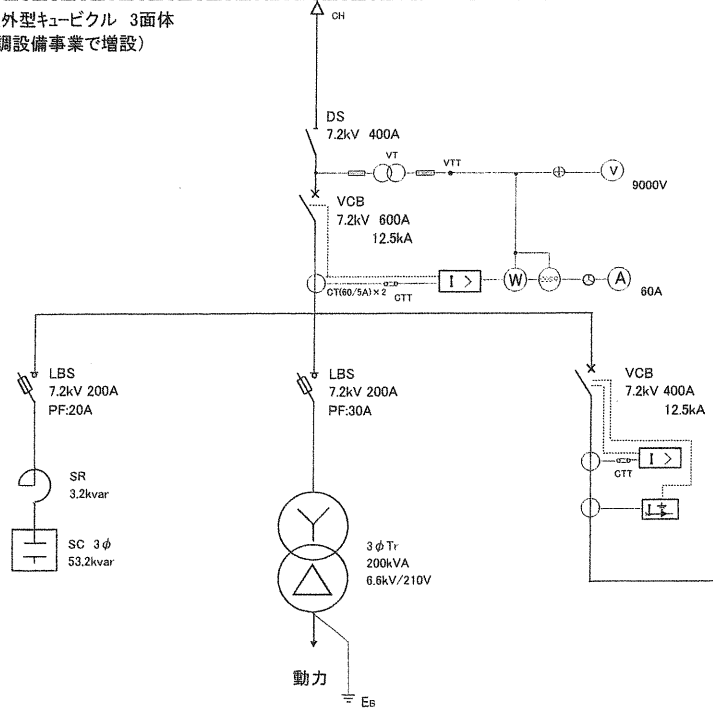 外型キュービクル 3面体
調設備事業で増設）
CH
DS
7.2kV 400A
VT
VTT
V
9000V
VCB
7.2kV 600A
12.5kA
I >
W
cosφ
A
60A
CT(60/5A)×2
CTT
LBS
7.2kV 200A
PF:20A
LBS
7.2kV 200A
PF:30A
VCB
7.2kV 400A
12.5kA
CTT
I >
SR
3.2kvar
SC 3φ
53.2kvar
3φTr
200kVA
6.6kV/210V
動力
EB